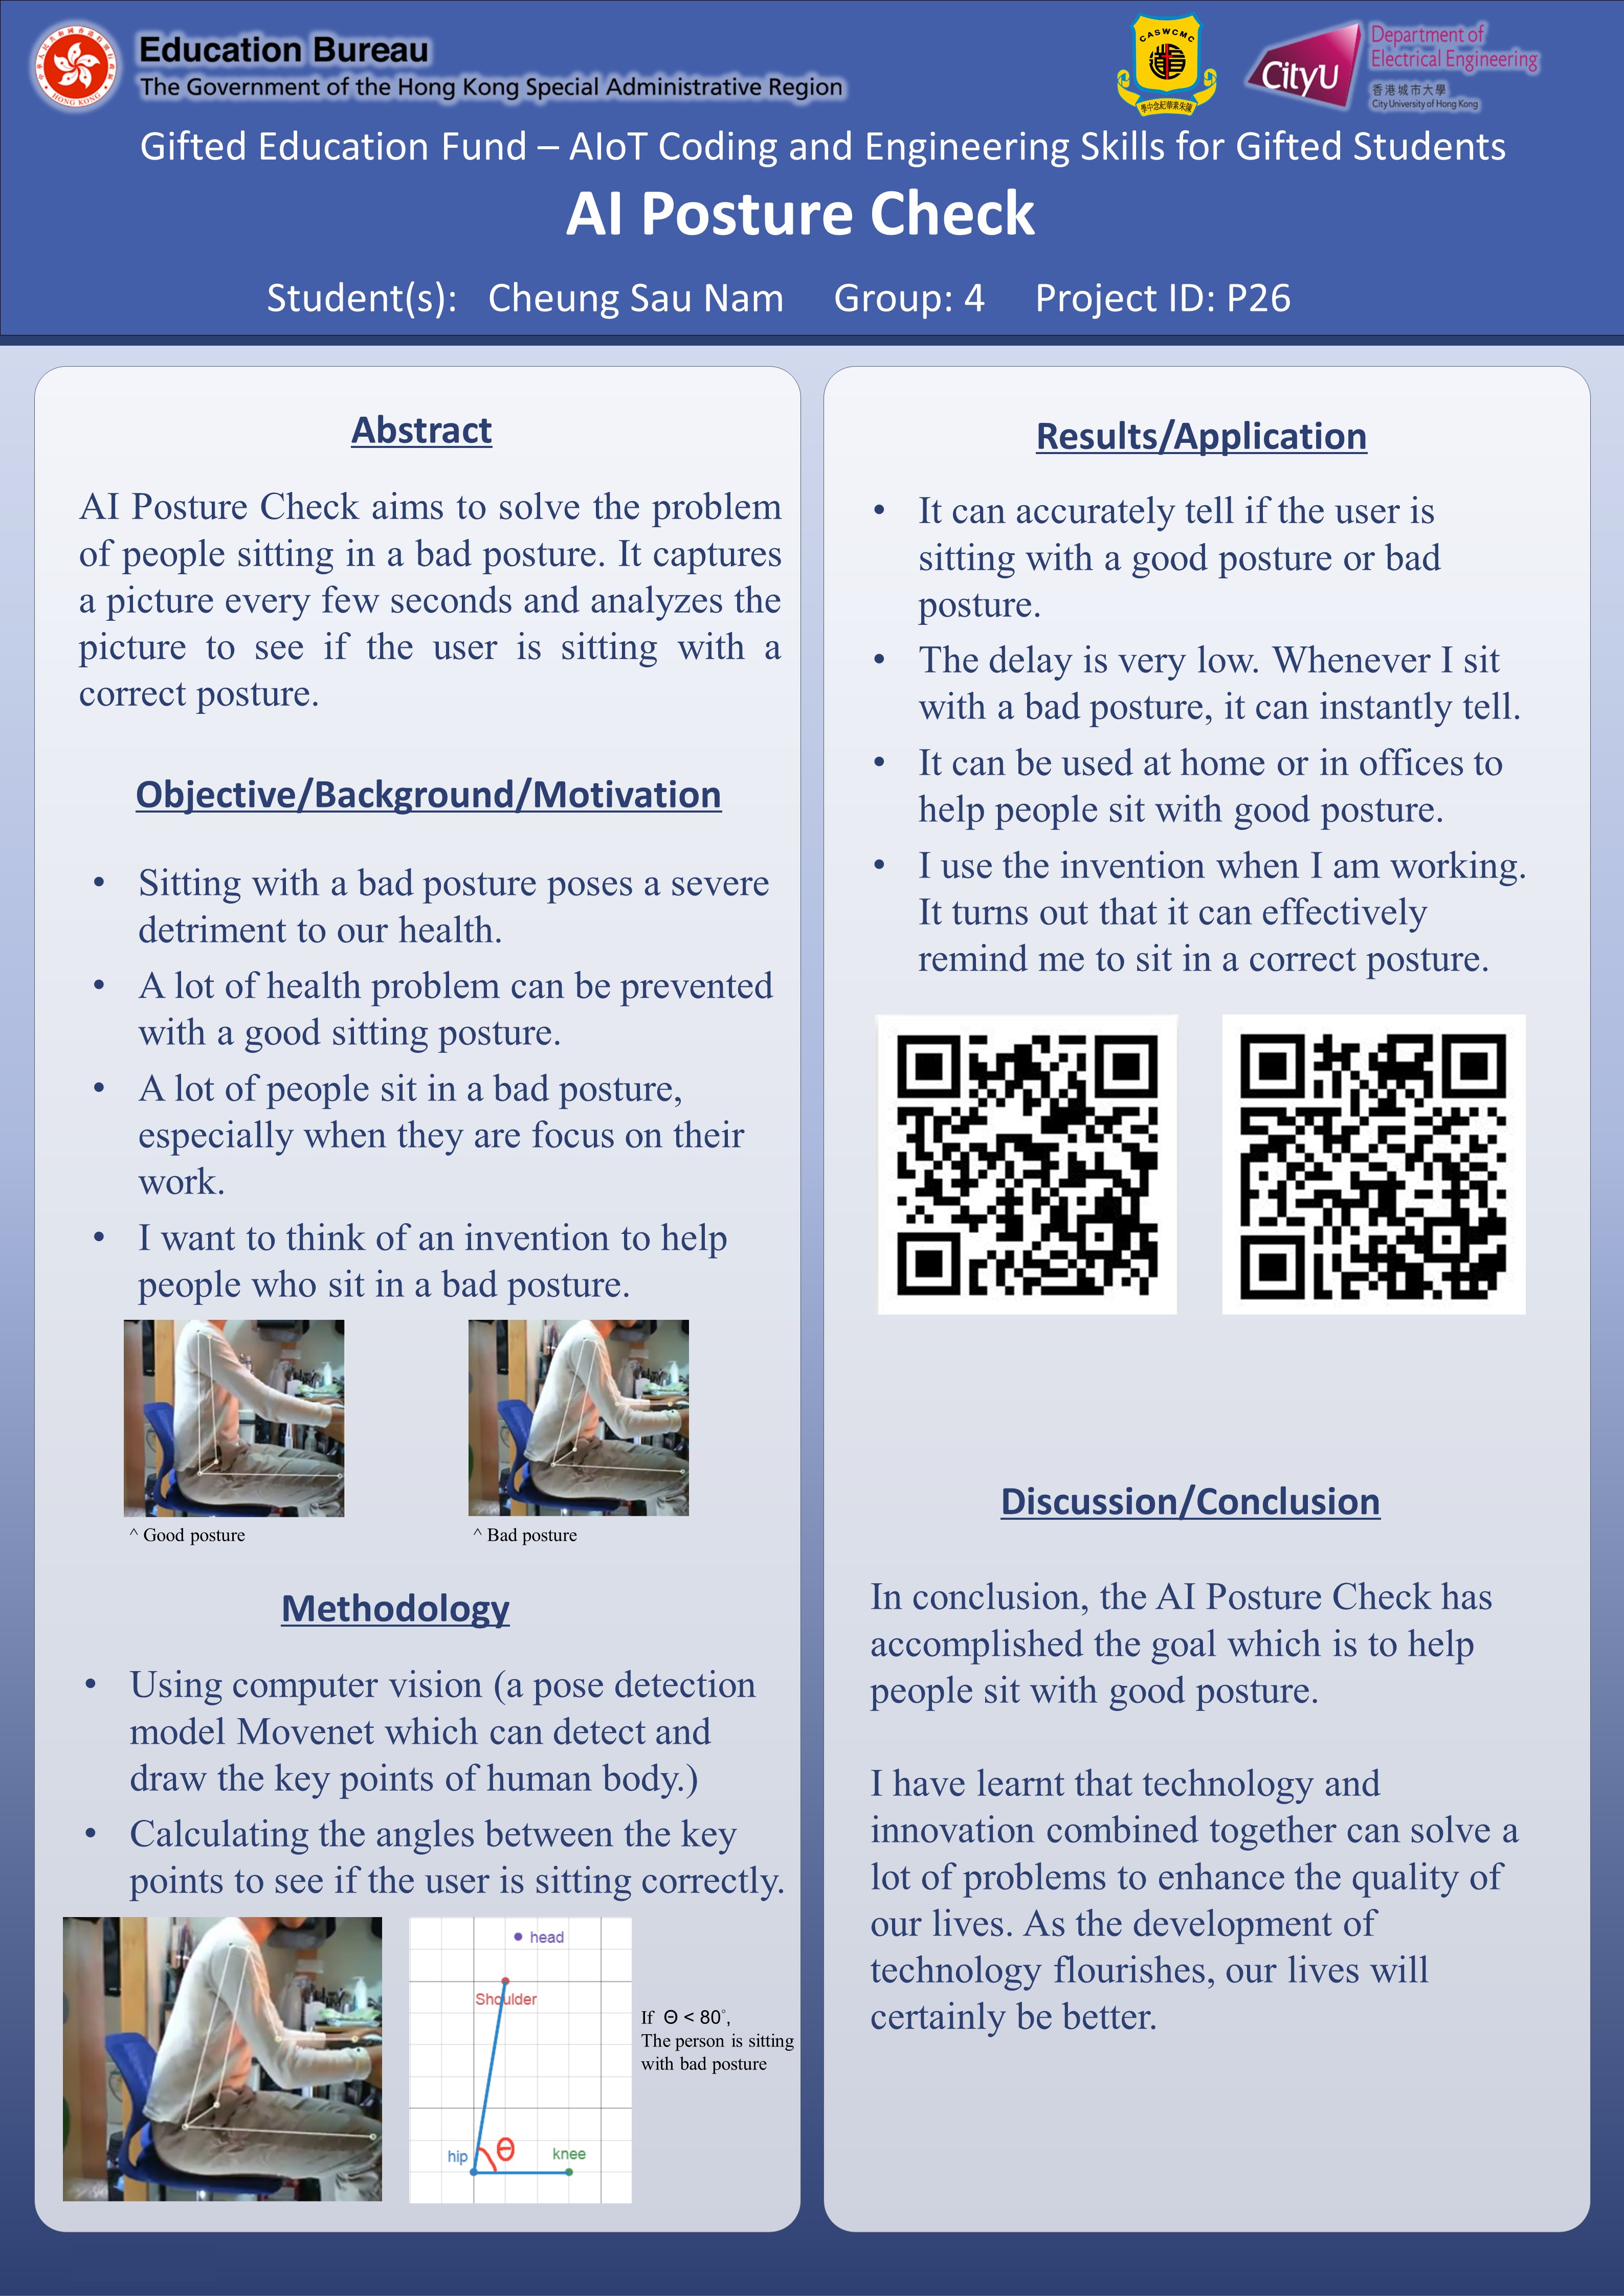 Education Bureau
The Government of the Hong Kong Special Administrative Region
CASWCMC
CityU
Department of
Electrical Engineering
香港城市大學
City University of Hong Kong
HONG KONG
Gifted Education Fund – AIoT Coding and Engineering Skills for Gifted Students
AI Posture Check
Student(s): Cheung Sau Nam Group: 4 Project ID: P26
Abstract
AI Posture Check aims to solve the problem
of people sitting in a bad posture. It captures
a picture every few seconds and analyzes the
picture to see if the user is sitting with a
correct posture.
Objective/Background/Motivation
• Sitting with a bad posture poses a severe
detriment to our health.
• A lot of health problem can be prevented
with a good sitting posture.
• A lot of people sit in a bad posture,
especially when they are focus on their
work.
• I want to think of an invention to help
people who sit in a bad posture.
^ Good posture
^ Bad posture
Methodology
• Using computer vision (a pose detection
model Movenet which can detect and
draw the key points of human body.)
• Calculating the angles between the key
points to see if the user is sitting correctly.
head
Shoulder
hip
Θ
knee
If Θ < 80°,
The person is sitting
with bad posture
Results/Application
• It can accurately tell if the user is
sitting with a good posture or bad
posture.
• The delay is very low. Whenever I sit
with a bad posture, it can instantly tell.
• It can be used at home or in offices to
help people sit with good posture.
• I use the invention when I am working.
It turns out that it can effectively
remind me to sit in a correct posture.
Discussion/Conclusion
In conclusion, the AI Posture Check has
accomplished the goal which is to help
people sit with good posture.
I have learnt that technology and
innovation combined together can solve a
lot of problems to enhance the quality of
our lives. As the development of
technology flourishes, our lives will
certainly be better.